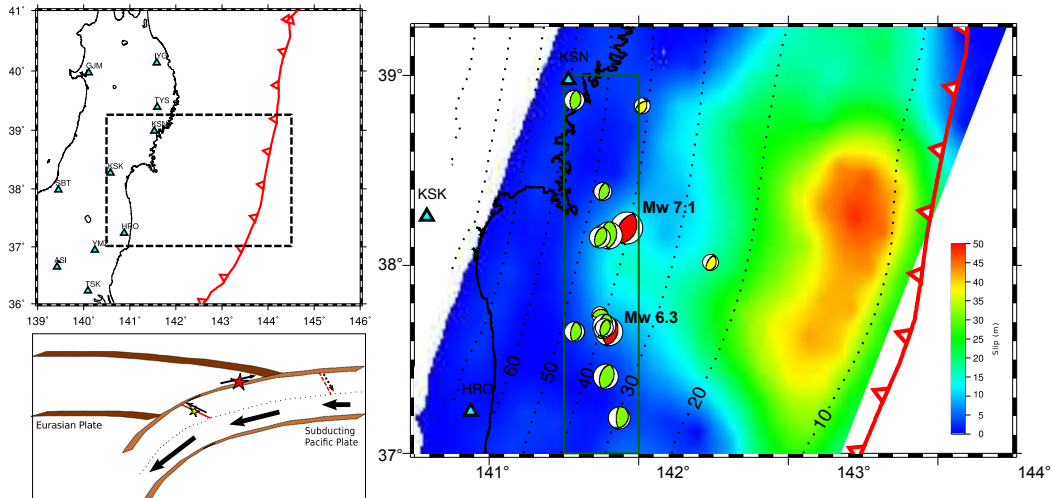 41˚
40˚
39˚
38˚
37˚
36˚
139˚
140˚
141˚
142˚
143˚
144˚
145˚
146˚
GJM
IYG
TYS
KSN
KSK
SBT
HRO
ASI
TSK
Eurasian Plate
Subducting
Pacific Plate
39˚
38˚
37˚
141˚
142˚
143˚
144˚
KSN
KSK
HRO
Mw 7.1
Mw 6.3
60
50
40
30
20
10
50
45
40
35
30
25
20
15
10
5
0
Slip (m)